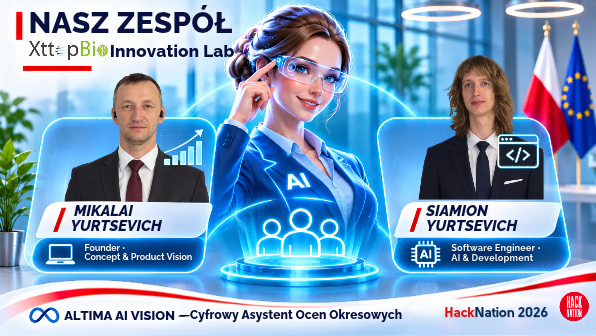 NASZ ZESPÓŁ
XttopBio Innovation Lab
AI
</>
MIKALAI
YURTSEVICH
Founder ·
Concept & Product Vision
SIAMION
YURTSEVICH
AI
Software Engineer ·
AI & Development
ALTIMA AI VISION —Cyfrowy Asystent Ocen Okresowych
HackNation 2026
HACK
NATION